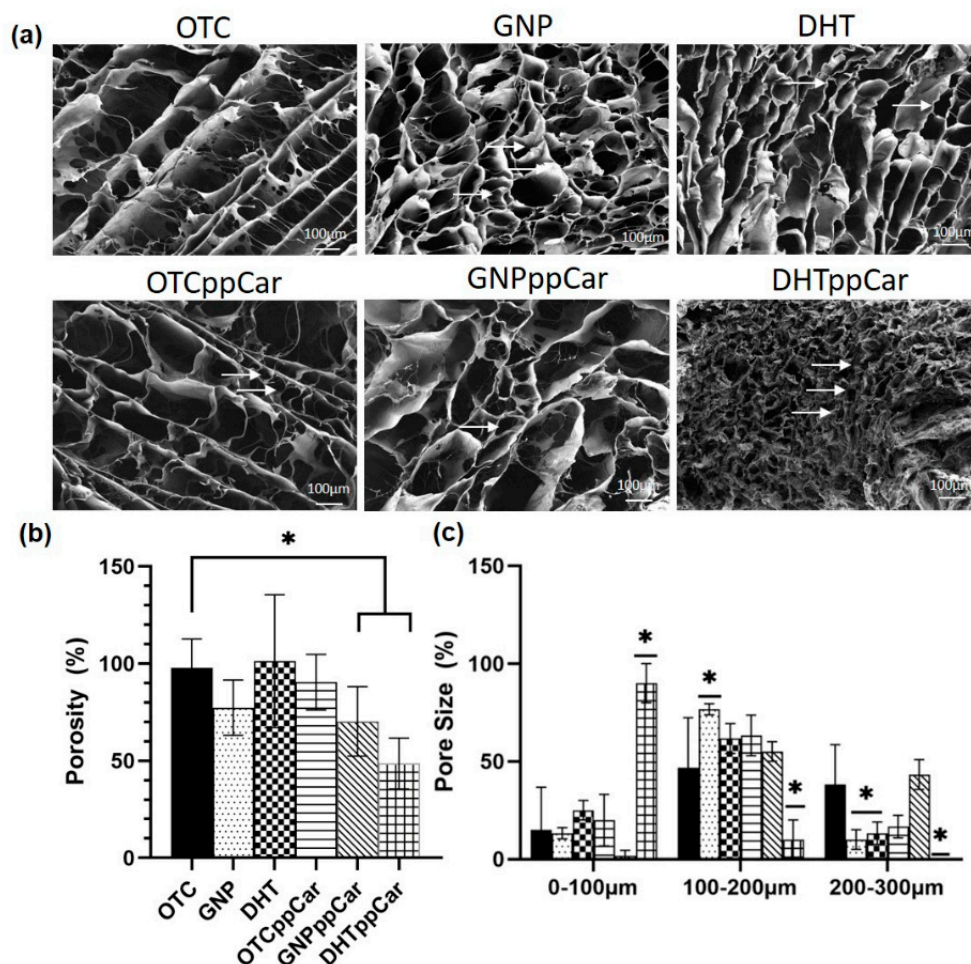 (a)
OTC GNP DHT
100µm 100µm 100µm
OTCppCar GNPppCar DHTppCar
100µm 100µm 100µm
(b) (c)
*
150
100
50
0
Porosity (%)
OTC GNP DHT OTCppCar GNPppCar DHTppCar
150
100
50
0
Pore Size (%)
* * * * *
0-100µm 100-200µm 200-300µm